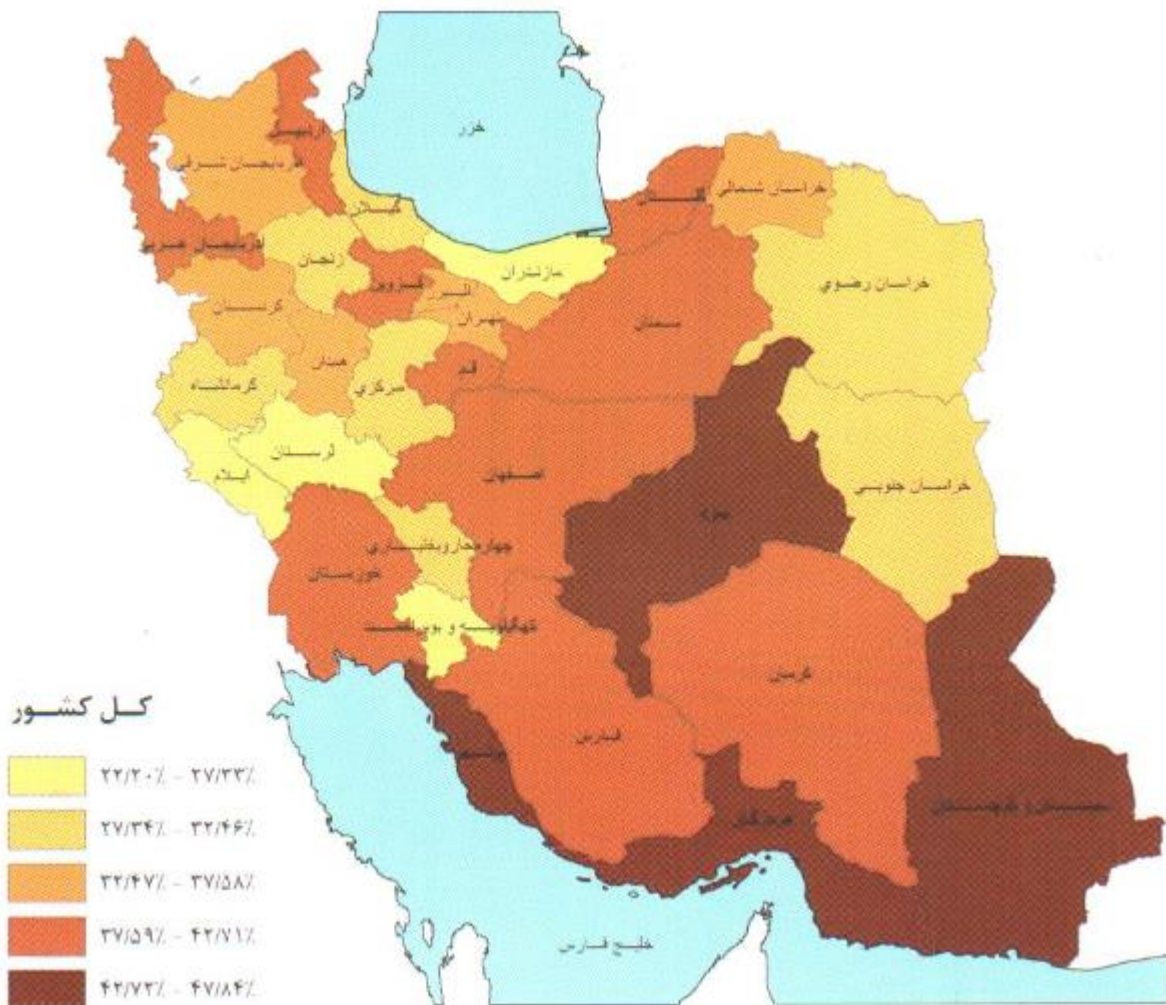 خزر
اردبیل
آذربایجان شرقی
خراسان شمالی
گیلان
گلستان
آذربایجان غربی
زنجان
مازندران
خراسان رضوی
قزوین
البرز
کردستان
تهران
سمنان
همدان
قم
کرمانشاه
مرکزی
لرستان
ایلام
اصفهان
خراسان جنوبی
یزد
چهارمحال و بختیاری
خوزستان
کهگیلویه و بویراحمد
کرمان
کل کشور
فارس
بوشهر
۲۲/۲۰٪ - ۲۷/۳۳٪
هرمزگان
سیستان و بلوچستان
۲۷/۳۴٪ - ۳۲/۴۶٪
۳۲/۴۷٪ - ۳۷/۵۸٪
۳۷/۵۹٪ - ۴۲/۷۱٪
خلیج فارس
۴۲/۷۲٪ - ۴۷/۸۴٪